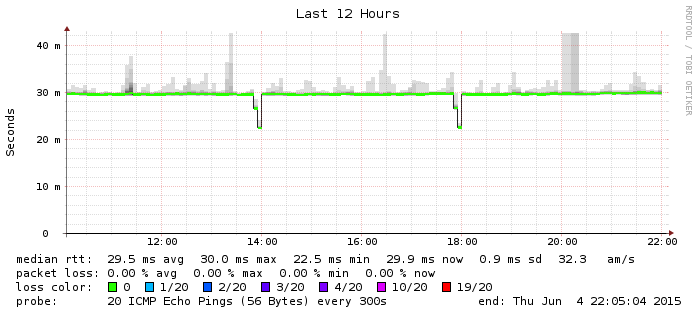 Last 12 Hours
RRDTOOL / TOBI OETIKER
Seconds
40 m
30 m
20 m
10 m
0
12:00 14:00 16:00 18:00 20:00 22:00
median rtt: 29.5 ms avg 30.0 ms max 22.5 ms min 29.9 ms now 0.9 ms sd 32.3 am/s
packet loss: 0.00 % avg 0.00 % max 0.00 % min 0.00 % now
loss color: 0 1/20 2/20 3/20 4/20 10/20 19/20
probe: 20 ICMP Echo Pings (56 Bytes) every 300s end: Thu Jun 4 22:05:04 2015